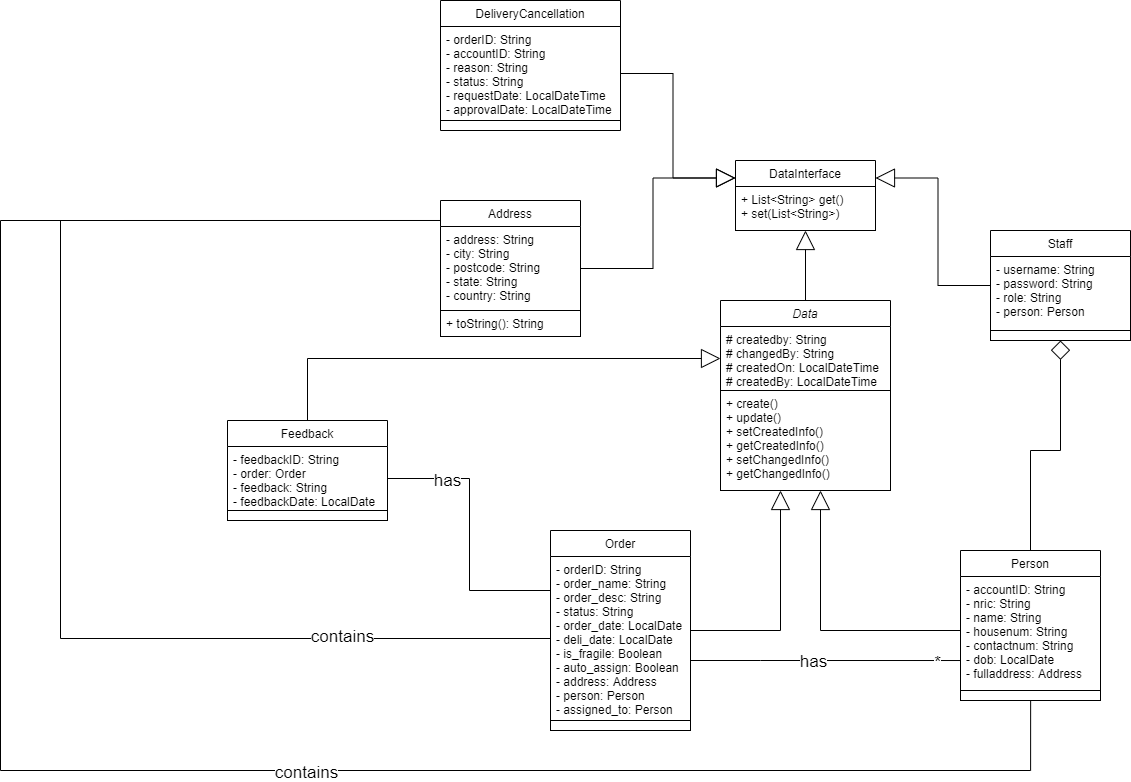 DeliveryCancellation
- orderID: String
- accountID: String
- reason: String
- status: String
- requestDate: LocalDateTime
- approvalDate: LocalDateTime
DataInterface
+ List<String> get()
+ set(List<String>)
Address
- address: String
- city: String
- postcode: String
- state: String
- country: String
+ toString(): String
Staff
- username: String
- password: String
- role: String
- person: Person
Data
# createdby: String
# changedBy: String
# createdOn: LocalDateTime
# createdBy: LocalDateTime
+ create()
+ update()
+ setCreatedInfo()
+ getCreatedInfo()
+ setChangedInfo()
+ getChangedInfo()
Feedback
- feedbackID: String
- order: Order
- feedback: String
- feedbackDate: LocalDate
has
Order
- orderID: String
- order_name: String
- order_desc: String
- status: String
- order_date: LocalDate
- deli_date: LocalDate
- is_fragile: Boolean
- auto_assign: Boolean
- address: Address
- person: Person
- assigned_to: Person
contains
has
*
Person
- accountID: String
- nric: String
- name: String
- housenum: String
- contactnum: String
- dob: LocalDate
- fulladdress: Address
contains